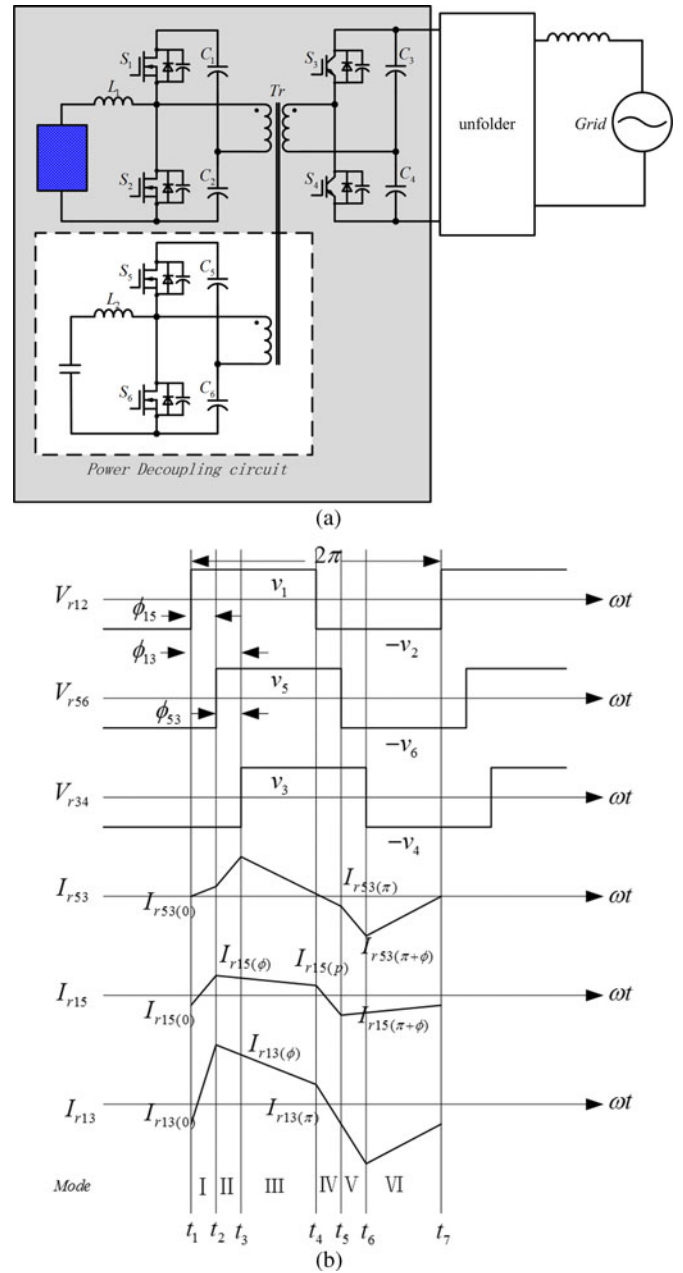 S1 C1 S3 C3
L1 Tr
unfolder Grid
S2 C2 S4 C4
S5 C5
L2
S6 C6
Power Decoupling circuit
(a)
2π
Vr12 v1 ωt
ϕ15 −v2
ϕ13
Vr56 v5 ωt
ϕ53 −v6
Vr34 v3 ωt
−v4
Ir53 Ir53(0) Ir53(π) ωt
Ir53(π+ϕ)
Ir15(ϕ) Ir15(p)
Ir15 ωt
Ir15(0) Ir15(π+ϕ)
Ir13(ϕ)
Ir13 Ir13(0) Ir13(π) ωt
Mode I II III IV V VI
t1 t2 t3 t4 t5 t6 t7
(b)